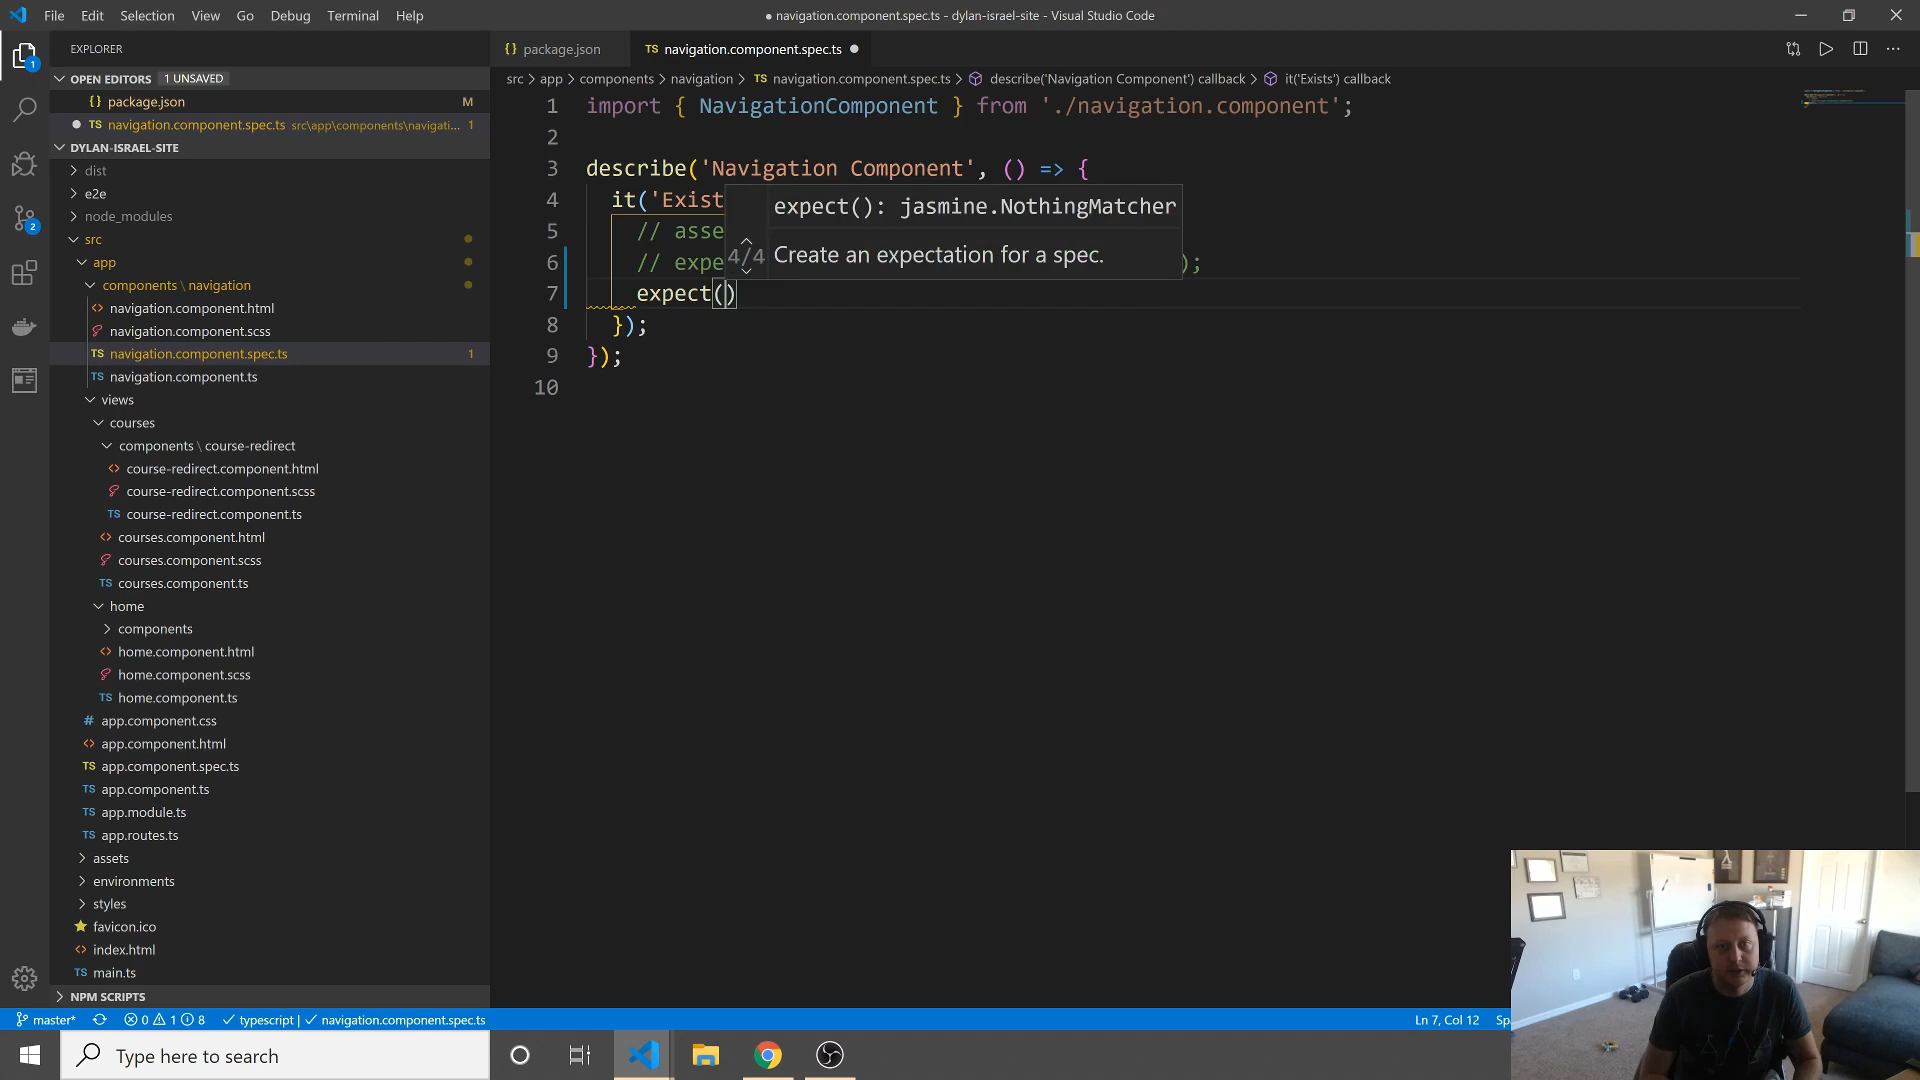 File Edit Selection View Go Debug Terminal Help
● navigation.component.spec.ts - dylan-israel-site - Visual Studio Code
EXPLORER
OPEN EDITORS 1 UNSAVED
{} package.json M
TS navigation.component.spec.ts src\app\components\navigati... 1
DYLAN-ISRAEL-SITE
dist
e2e
node_modules
src
app
components \ navigation
navigation.component.html
navigation.component.scss
TS navigation.component.spec.ts 1
TS navigation.component.ts
views
courses
components \ course-redirect
course-redirect.component.html
course-redirect.component.scss
TS course-redirect.component.ts
courses.component.html
courses.component.scss
TS courses.component.ts
home
components
home.component.html
home.component.scss
TS home.component.ts
# app.component.css
app.component.html
TS app.component.spec.ts
TS app.component.ts
TS app.module.ts
TS app.routes.ts
assets
environments
styles
favicon.ico
index.html
TS main.ts
NPM SCRIPTS
1
2
{} package.json
TS navigation.component.spec.ts ●
src > app > components > navigation > TS navigation.component.spec.ts > describe('Navigation Component') callback > it('Exists') callback
1 import { NavigationComponent } from './navigation.component';
2
3 describe('Navigation Component', () => {
4 it('Exist
5 // asse
6 // expe );
7 expect()
8 });
9 });
10
expect(): jasmine.NothingMatcher
4/4 Create an expectation for a spec.
master* 0 1 8 typescript | navigation.component.spec.ts
Ln 7, Col 12
Type here to search